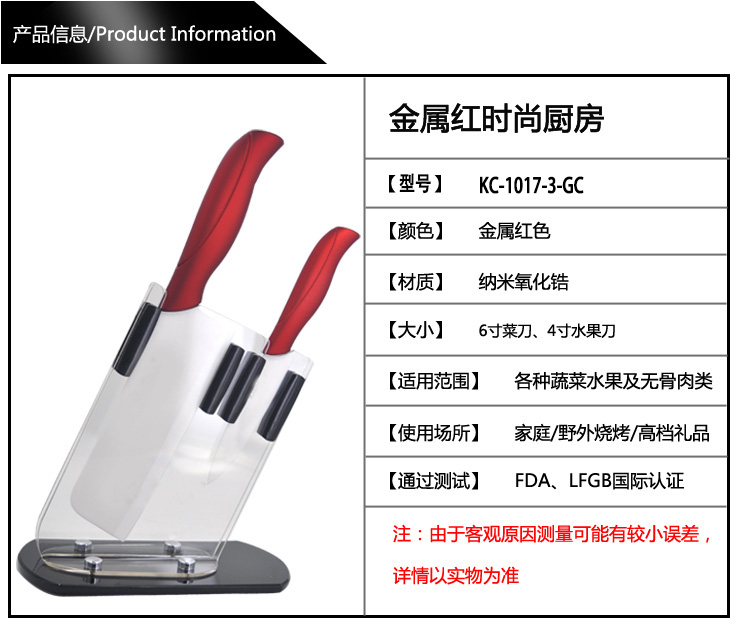 产品信息/Product Information
金属红时尚厨房
【型号】 KC-1017-3-GC
【颜色】 金属红色
【材质】 纳米氧化锆
【大小】 6寸菜刀、4寸水果刀
【适用范围】 各种蔬菜水果及无骨肉类
【使用场所】 家庭/野外烧烤/高档礼品
【通过测试】 FDA、LFGB国际认证
注：由于客观原因测量可能有较小误差，
详情以实物为准